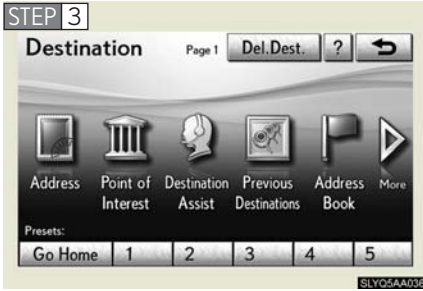 STEP 3
Destination Page 1 Del.Dest. ?
Address Point of Interest Destination Assist Previous Destinations Address Book More
Presets:
Go Home 1 2 3 4 5
SLYQ5AA036